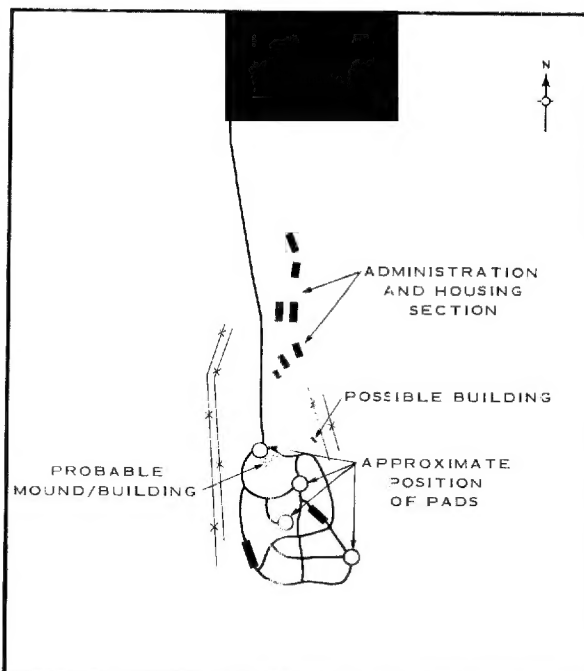 N
ADMINISTRATION
AND HOUSING
SECTION
POSSIBLE BUILDING
PROBABLE
MOUND/BUILDING
APPROXIMATE
POSITION
OF PADS